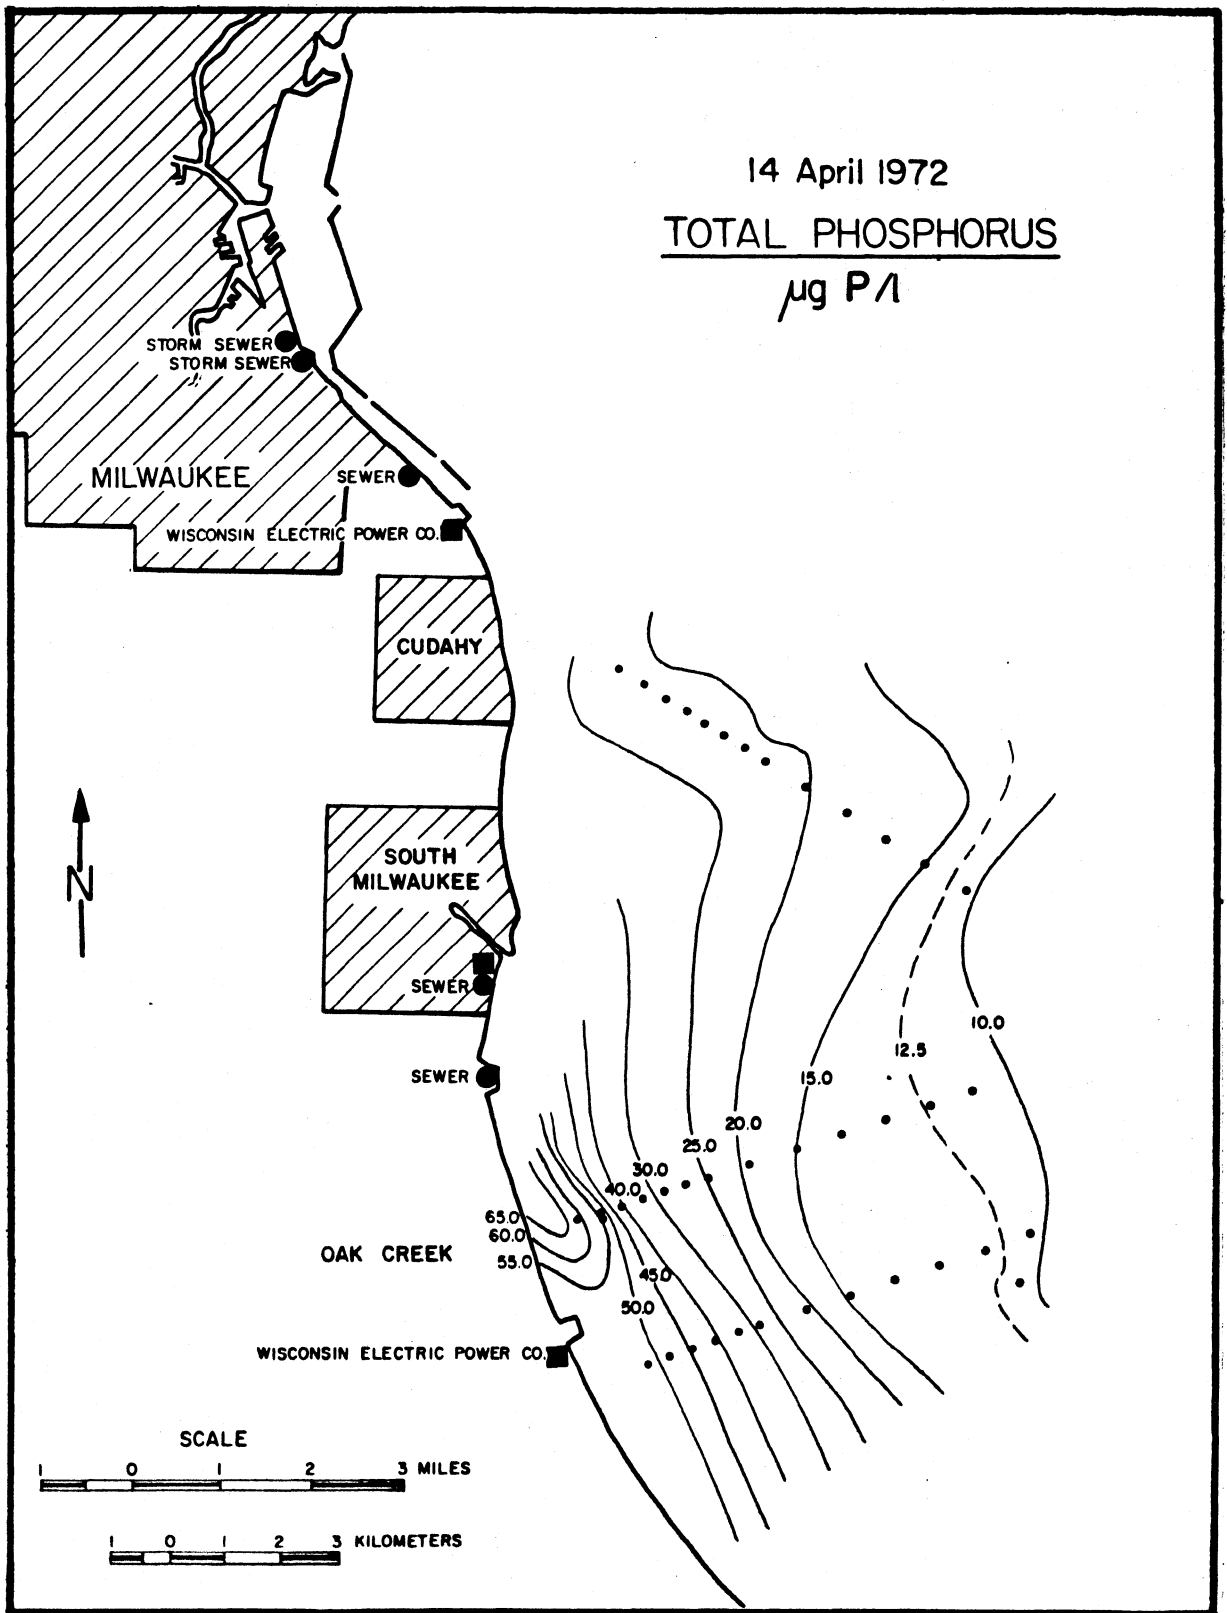 14 April 1972
TOTAL PHOSPHORUS
µg P/l
STORM SEWER
STORM SEWER
MILWAUKEE
SEWER
WISCONSIN ELECTRIC POWER CO.
CUDAHY
SOUTH
MILWAUKEE
N
SEWER
10.0
12.5
SEWER
15.0
20.0
25.0
30.0
40.0
65.0
60.0
OAK CREEK
55.0
45.0
50.0
WISCONSIN ELECTRIC POWER CO.
SCALE
1 0 1 2 3 MILES
1 0 1 2 3 KILOMETERS